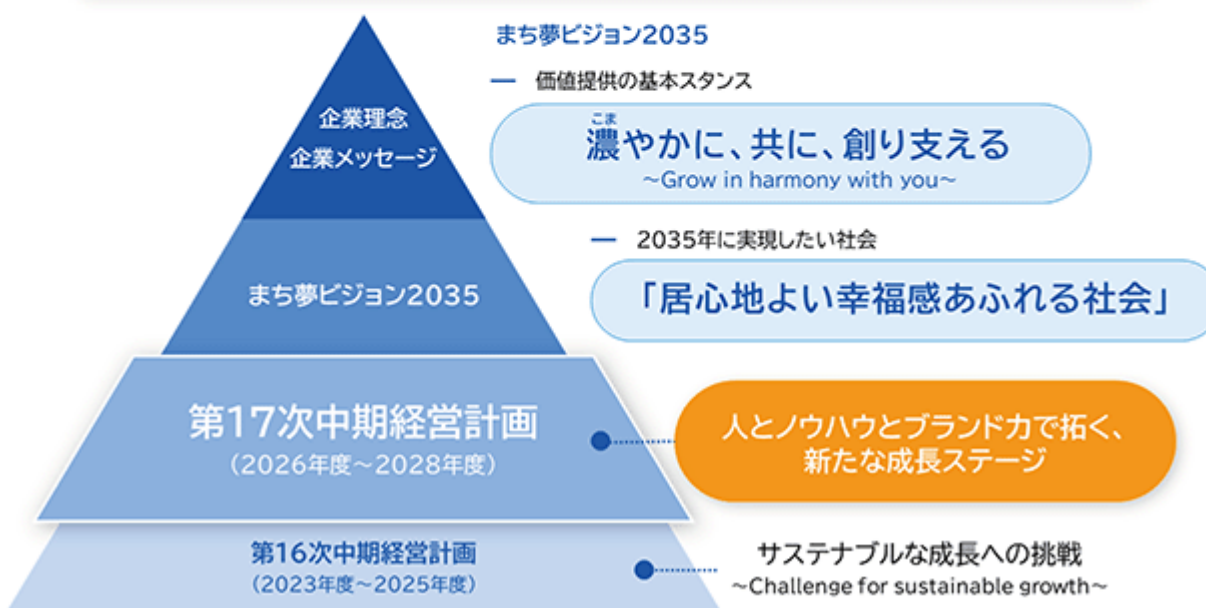 まち夢ビジョン2035
価値提供の基本スタンス
企業理念
企業メッセージ
こま
濃やかに、共に、創り支える
~Grow in harmony with you~
2035年に実現したい社会
まち夢ビジョン2035
「居心地よい幸福感あふれる社会」
第17次中期経営計画
(2026年度~2028年度)
人とノウハウとブランド力で拓く、
新たな成長ステージ
第16次中期経営計画
(2023年度~2025年度)
サステナブルな成長への挑戦
~Challenge for sustainable growth~